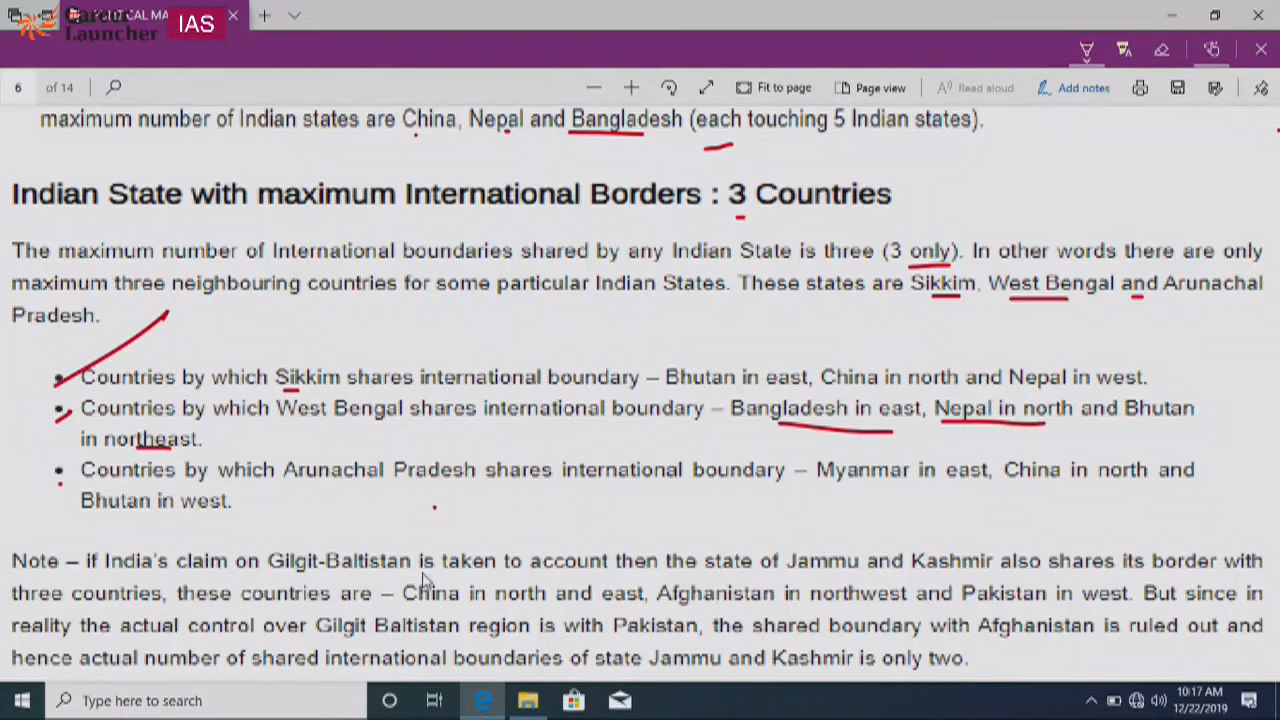 Career Launcher IAS
6 of 14 Fit to page Page view Read aloud Add notes
maximum number of Indian states are China, Nepal and Bangladesh (each touching 5 Indian states).
Indian State with maximum International Borders : 3 Countries
The maximum number of International boundaries shared by any Indian State is three (3 only). In other words there are only
maximum three neighbouring countries for some particular Indian States. These states are Sikkim, West Bengal and Arunachal
Pradesh.
• Countries by which Sikkim shares international boundary – Bhutan in east, China in north and Nepal in west.
• Countries by which West Bengal shares international boundary – Bangladesh in east, Nepal in north and Bhutan
in northeast.
• Countries by which Arunachal Pradesh shares international boundary – Myanmar in east, China in north and
Bhutan in west.
Note – if India's claim on Gilgit-Baltistan is taken to account then the state of Jammu and Kashmir also shares its border with
three countries, these countries are – China in north and east, Afghanistan in northwest and Pakistan in west. But since in
reality the actual control over Gilgit Baltistan region is with Pakistan, the shared boundary with Afghanistan is ruled out and
hence actual number of shared international boundaries of state Jammu and Kashmir is only two.
Type here to search 10:17 AM
12/22/2019